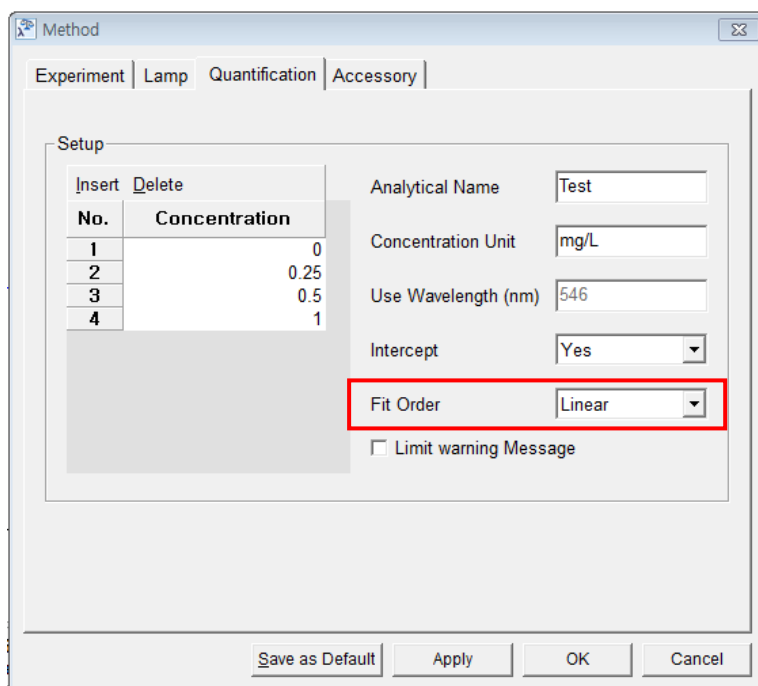 Method
Experiment Lamp Quantification Accessory
Setup
Insert Delete
No. Concentration
1 0
2 0.25
3 0.5
4 1
Analytical Name Test
Concentration Unit mg/L
Use Wavelength (nm) 546
Intercept Yes
Fit Order Linear
Limit warning Message
Save as Default Apply OK Cancel